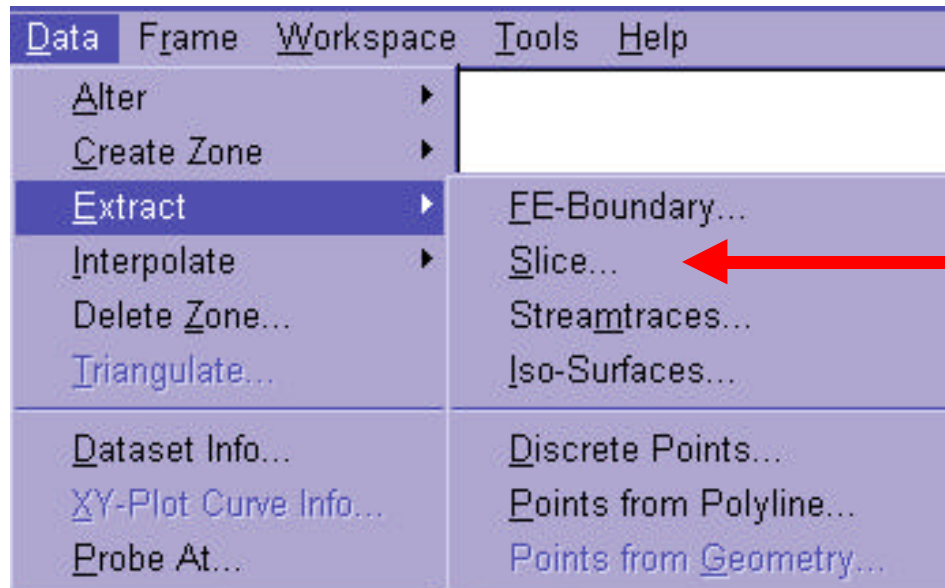 Data Frame Workspace Tools Help
Alter
Create Zone
Extract
Interpolate
Delete Zone...
Triangulate...
Dataset Info...
XY-Plot Curve Info...
Probe At...
FE-Boundary...
Slice...
Streamtraces...
Iso-Surfaces...
Discrete Points...
Points from Polyline...
Points from Geometry...